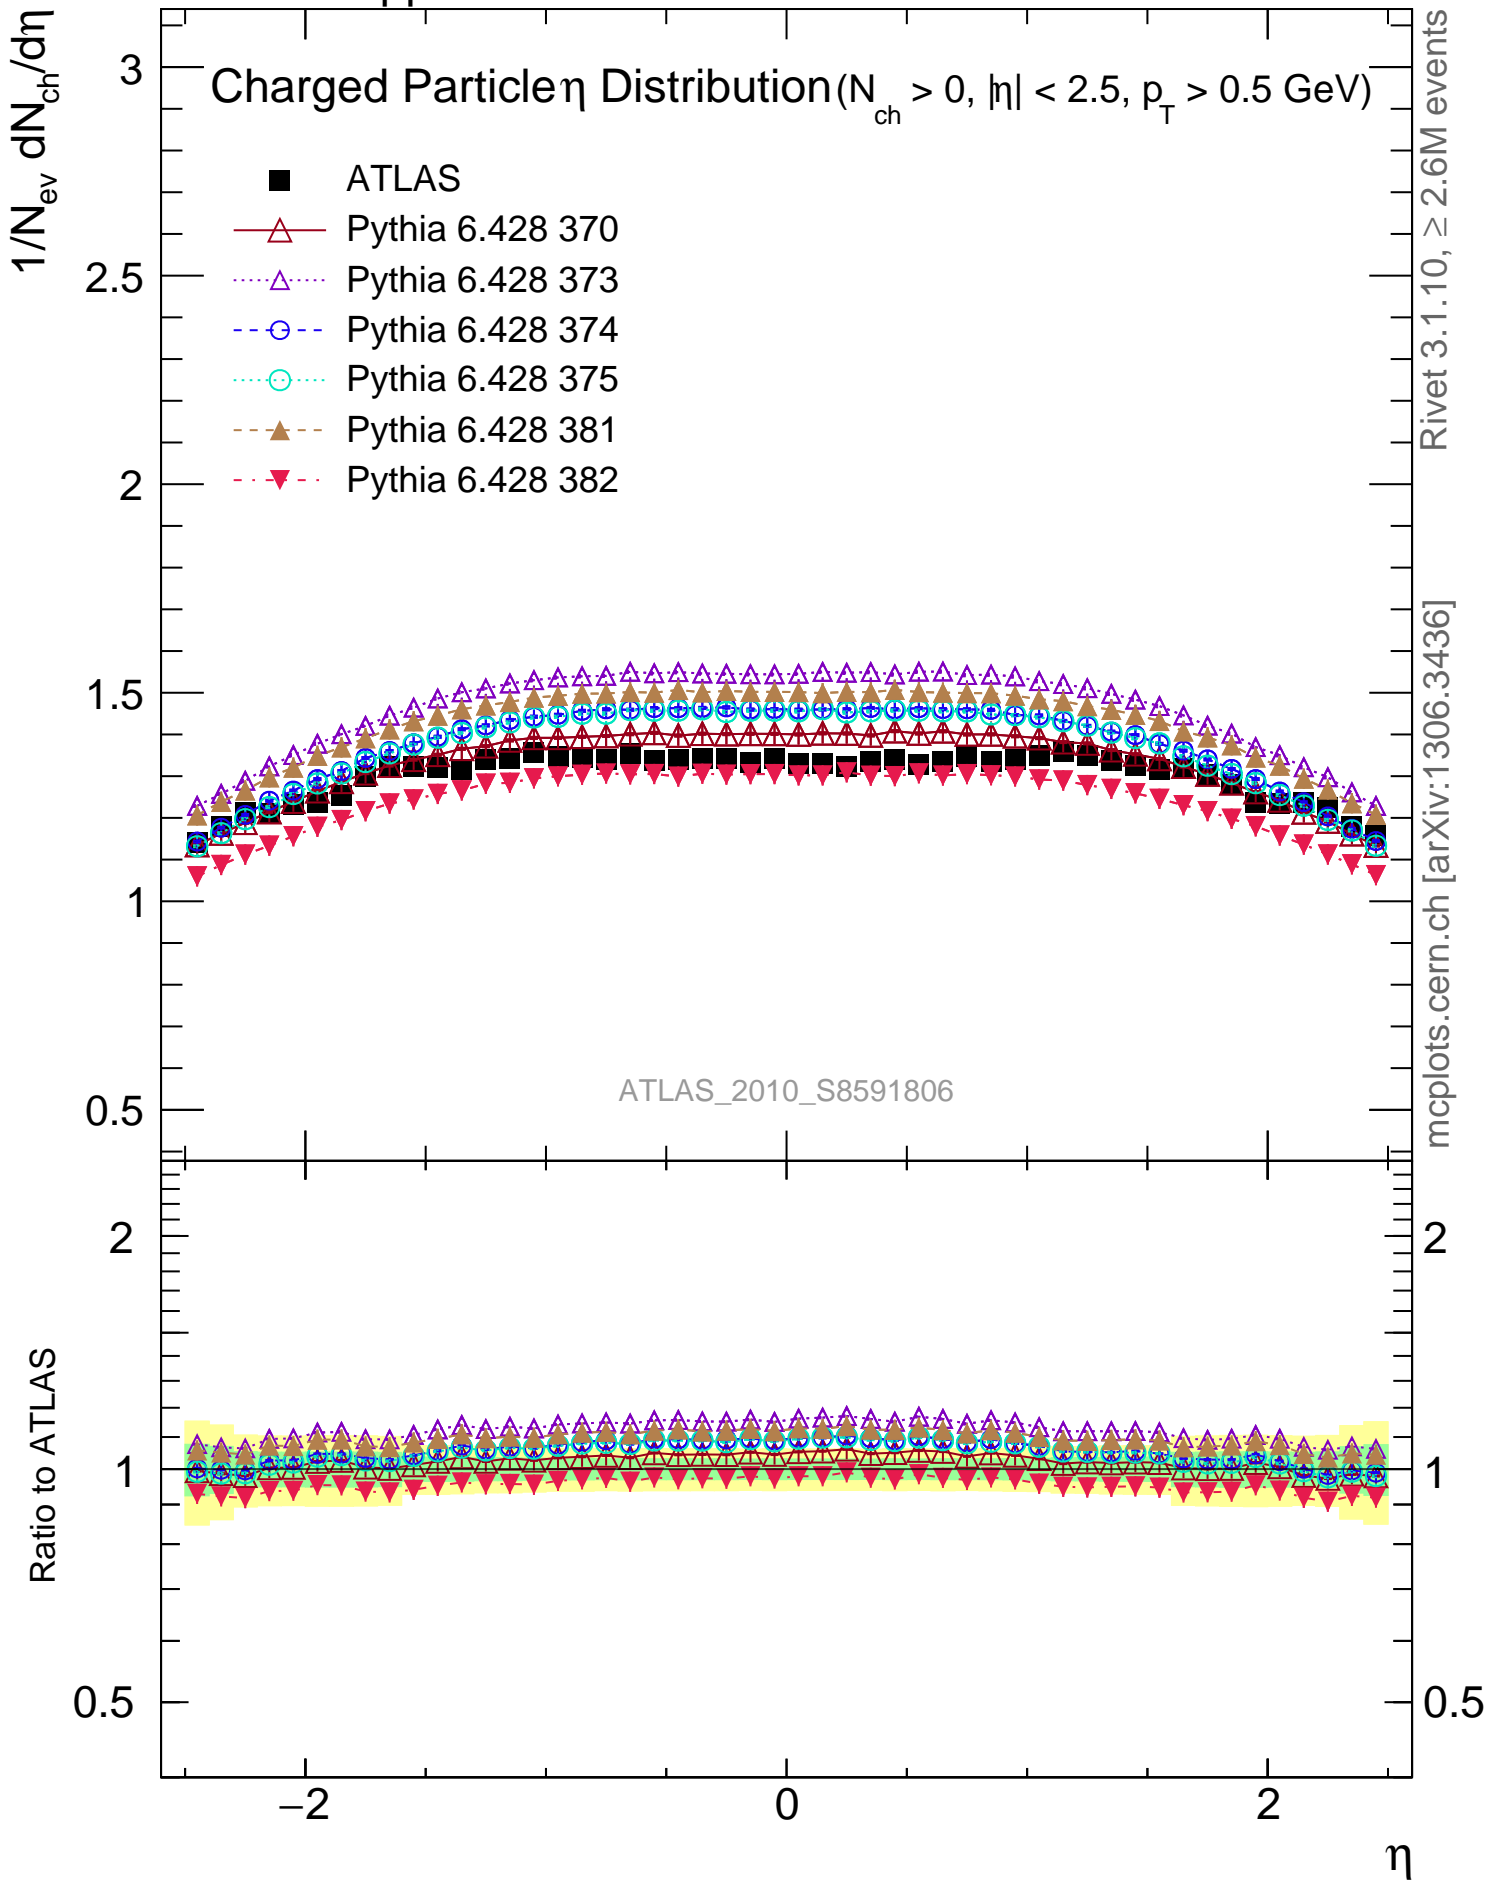 Charged Particle η Distribution (N_ch > 0, |η| < 2.5, p_T > 0.5 GeV)
1/N_ev dN_ch/dη
ATLAS
Pythia 6.428 370
Pythia 6.428 373
Pythia 6.428 374
Pythia 6.428 375
Pythia 6.428 381
Pythia 6.428 382
3
2.5
2
1.5
1
0.5
ATLAS_2010_S8591806
Rivet 3.1.10, ≥ 2.6M events
mcplots.cern.ch [arXiv:1306.3436]
Ratio to ATLAS
2
1
0.5
2
1
0.5
−2
0
2
η